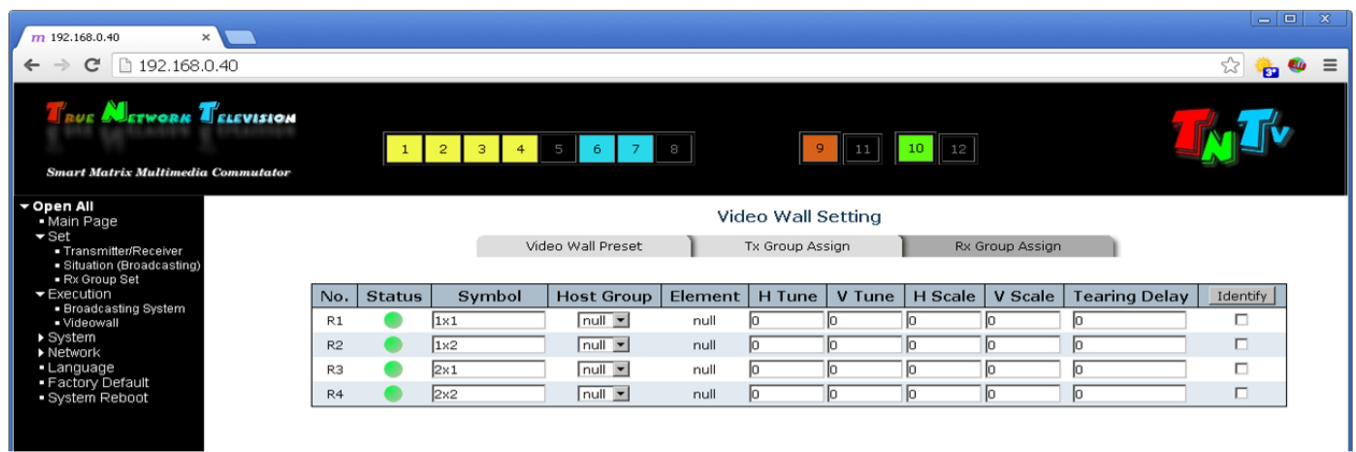 m 192.168.0.40 ×
192.168.0.40
3°
TRUE NETWORK TELEVISION
Smart Matrix Multimedia Commutator
1 2 3 4 5 6 7 8 9 11 10 12
TNTV
Open All
Main Page
Set
Transmitter/Receiver
Situation (Broadcasting)
Rx Group Set
Execution
Broadcasting System
Videowall
System
Network
Language
Factory Default
System Reboot
Video Wall Setting
Video Wall Preset Tx Group Assign Rx Group Assign
No. Status Symbol Host Group Element H Tune V Tune H Scale V Scale Tearing Delay Identify
R1 1x1 null null 0 0 0 0 0
R2 1x2 null null 0 0 0 0 0
R3 2x1 null null 0 0 0 0 0
R4 2x2 null null 0 0 0 0 0